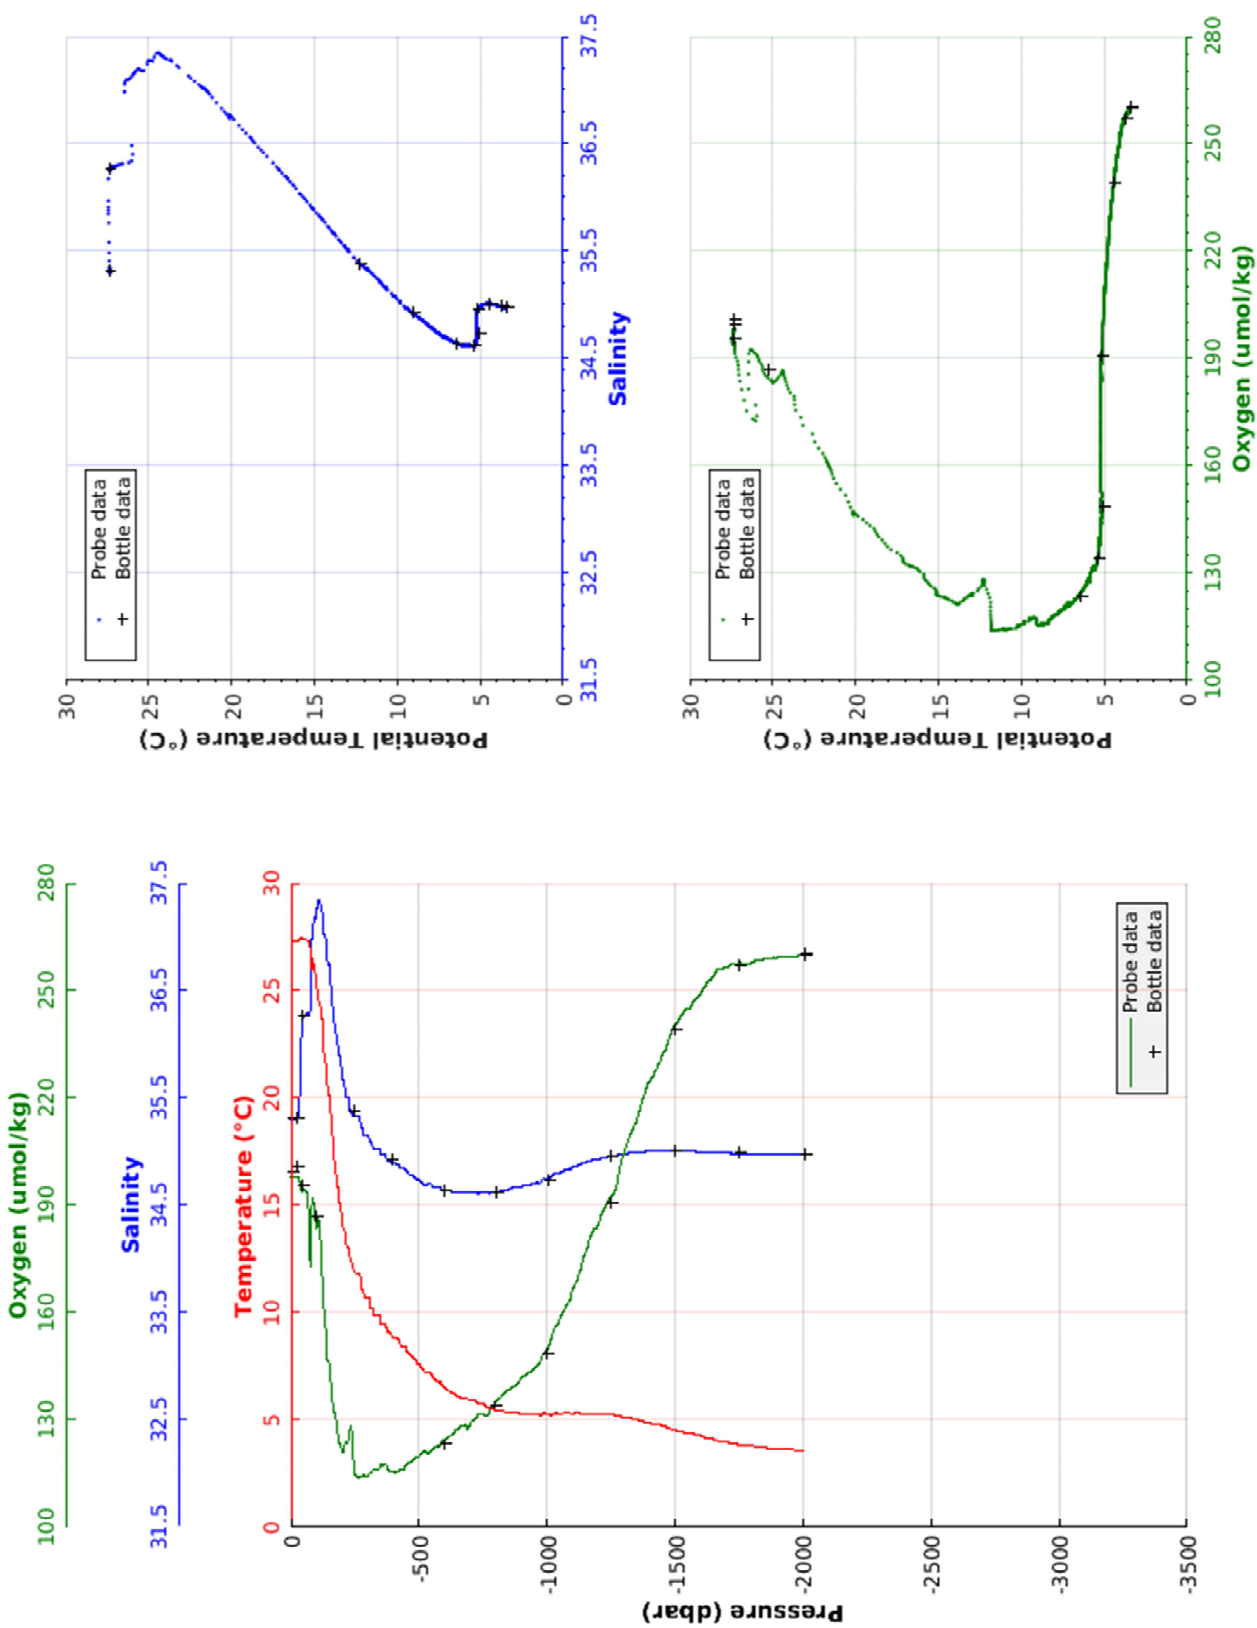 Oxygen (umol/kg)
100 130 160 190 220 250 280
Salinity
31.5 32.5 33.5 34.5 35.5 36.5 37.5
Temperature (°C)
0 5 10 15 20 25 30
Pressure (dbar)
0
-500
-1000
-1500
-2000
-2500
-3000
-3500
Probe data
Bottle data
Potential Temperature (°C)
30
25
20
15
10
5
0
Probe data
Bottle data
31.5 32.5 33.5 34.5 35.5 36.5 37.5
Salinity
Potential Temperature (°C)
30
25
20
15
10
5
0
Probe data
Bottle data
100 130 160 190 220 250 280
Oxygen (umol/kg)